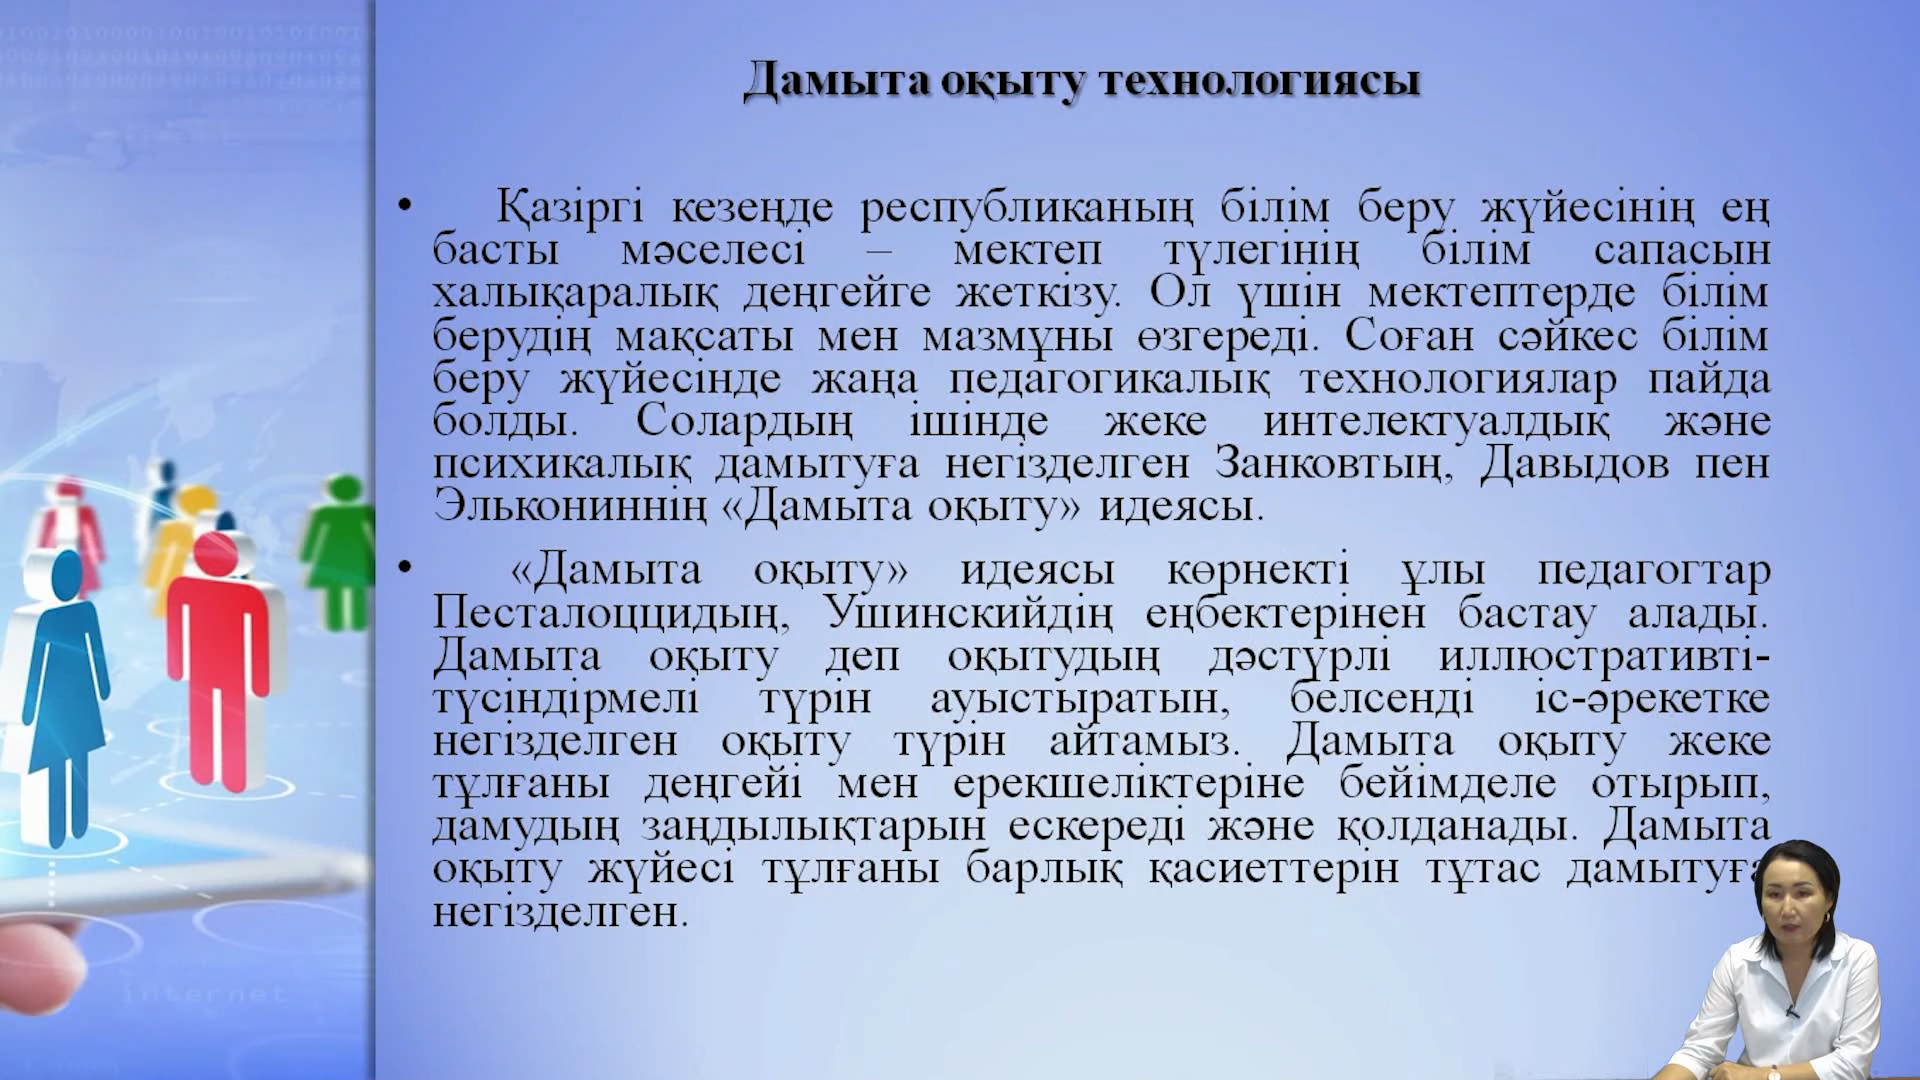 Дамыта оқыту технологиясы
• Қазіргі кезеңде республиканың білім беру жүйесінің ең
басты мәселесі – мектеп түлегінің білім сапасын
халықаралық деңгейге жеткізу. Ол үшін мектептерде білім
берудің мақсаты мен мазмұны өзгереді. Соған сәйкес білім
беру жүйесінде жаңа педагогикалық технологиялар пайда
болды. Солардың ішінде жеке интелектуалдық және
психикалық дамытуға негізделген Занковтың, Давыдов пен
Элькониннің «Дамыта оқыту» идеясы.
• «Дамыта оқыту» идеясы көрнекті ұлы педагогтар
Песталоццидың, Ушинскийдің еңбектерінен бастау алады.
Дамыта оқыту деп оқытудың дәстүрлі иллюстративті-
түсіндірмелі түрін ауыстыратын, белсенді іс-әрекетке
негізделген оқыту түрін айтамыз. Дамыта оқыту жеке
тұлғаны деңгейі мен ерекшеліктеріне бейімделе отырып,
дамудың заңдылықтарын ескереді және қолданады. Дамыта
оқыту жүйесі тұлғаны барлық қасиеттерін тұтас дамытуға
негізделген.
internet